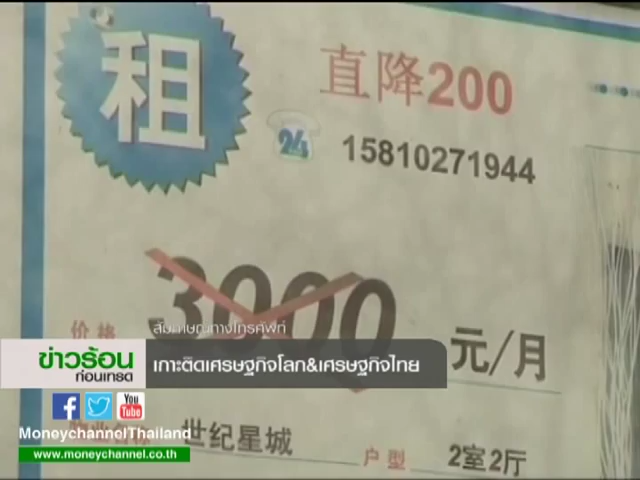 租
直降200
24
15810271944
3000 元/月
价格
สัมภาษณ์ทางโทรศัพท์
ข่าวร้อน
ก่อนเทรด
เกาะติดเศรษฐกิจโลก&เศรษฐกิจไทย
You
Tube
MoneychannelThailand
www.moneychannel.co.th
世纪星城
户型 2室2厅